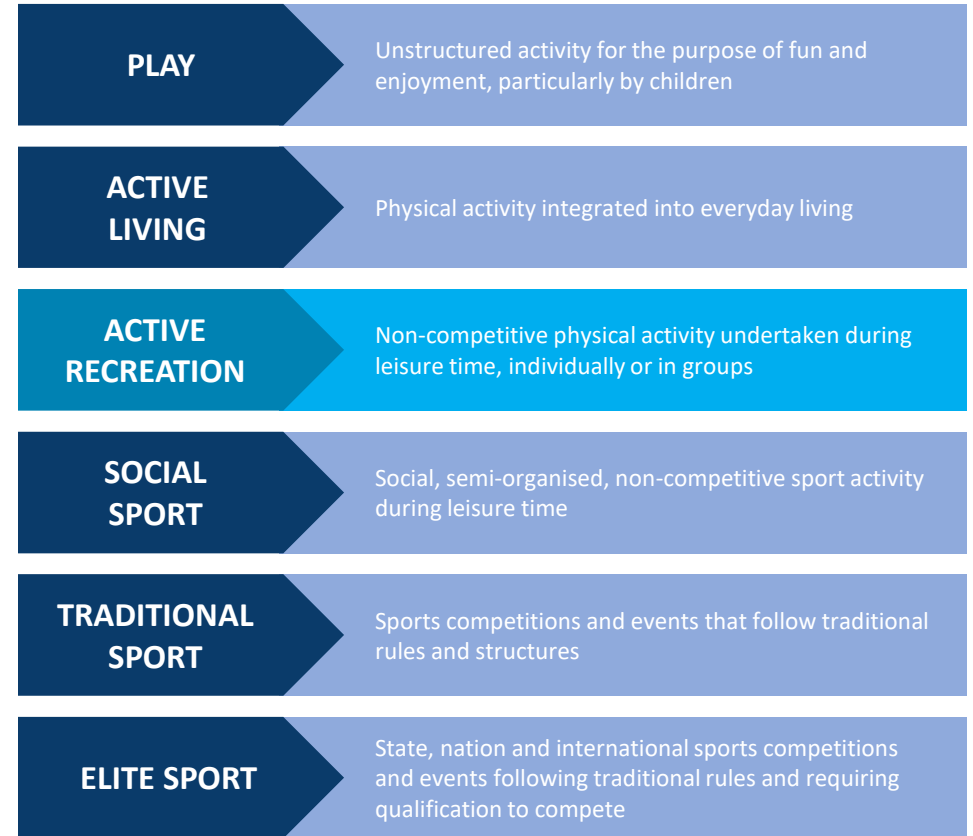 PLAY
Unstructured activity for the purpose of fun and
enjoyment, particularly by children
ACTIVE
LIVING
Physical activity integrated into everyday living
ACTIVE
RECREATION
Non-competitive physical activity undertaken during
leisure time, individually or in groups
SOCIAL
SPORT
Social, semi-organised, non-competitive sport activity
during leisure time
TRADITIONAL
SPORT
Sports competitions and events that follow traditional
rules and structures
ELITE SPORT
State, nation and international sports competitions
and events following traditional rules and requiring
qualification to compete